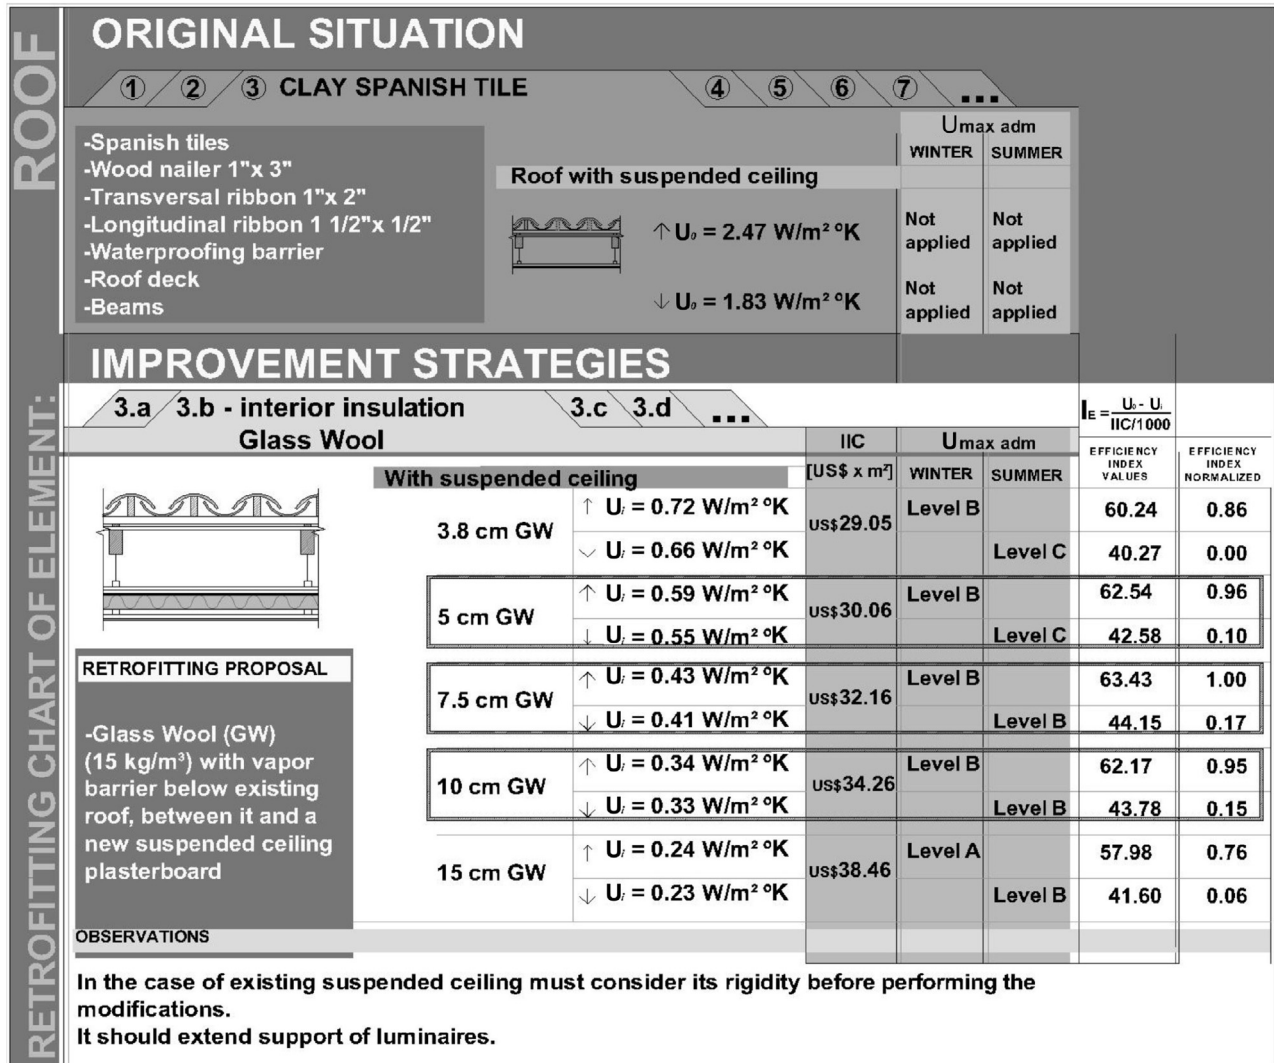 RETROFITTING CHART OF ELEMENT: ROOF
ORIGINAL SITUATION
① ② ③ CLAY SPANISH TILE ④ ⑤ ⑥ ⑦ ...
-Spanish tiles
-Wood nailer 1"x 3"
-Transversal ribbon 1"x 2"
-Longitudinal ribbon 1 1/2"x 1/2"
-Waterproofing barrier
-Roof deck
-Beams
Roof with suspended ceiling
↑ U₀ = 2.47 W/m² ºK
↓ U₀ = 1.83 W/m² ºK
Umax adm
WINTER SUMMER
Not applied Not applied
Not applied Not applied
IMPROVEMENT STRATEGIES
3.a 3.b - interior insulation 3.c 3.d ...
Glass Wool
IE = U₀ - Uᵢ
IIC/1000
IIC
[US$ x m²]
Umax adm
WINTER SUMMER
EFFICIENCY INDEX VALUES
EFFICIENCY INDEX NORMALIZED
With suspended ceiling
3.8 cm GW
↑ Uᵢ = 0.72 W/m² ºK US$29.05 Level B 60.24 0.86
↓ Uᵢ = 0.66 W/m² ºK Level C 40.27 0.00
5 cm GW
↑ Uᵢ = 0.59 W/m² ºK US$30.06 Level B 62.54 0.96
↓ Uᵢ = 0.55 W/m² ºK Level C 42.58 0.10
7.5 cm GW
↑ Uᵢ = 0.43 W/m² ºK US$32.16 Level B 63.43 1.00
↓ Uᵢ = 0.41 W/m² ºK Level B 44.15 0.17
10 cm GW
↑ Uᵢ = 0.34 W/m² ºK US$34.26 Level B 62.17 0.95
↓ Uᵢ = 0.33 W/m² ºK Level B 43.78 0.15
15 cm GW
↑ Uᵢ = 0.24 W/m² ºK US$38.46 Level A 57.98 0.76
↓ Uᵢ = 0.23 W/m² ºK Level B 41.60 0.06
RETROFITTING PROPOSAL
-Glass Wool (GW)
(15 kg/m³) with vapor
barrier below existing
roof, between it and a
new suspended ceiling
plasterboard
OBSERVATIONS
In the case of existing suspended ceiling must consider its rigidity before performing the
modifications.
It should extend support of luminaires.